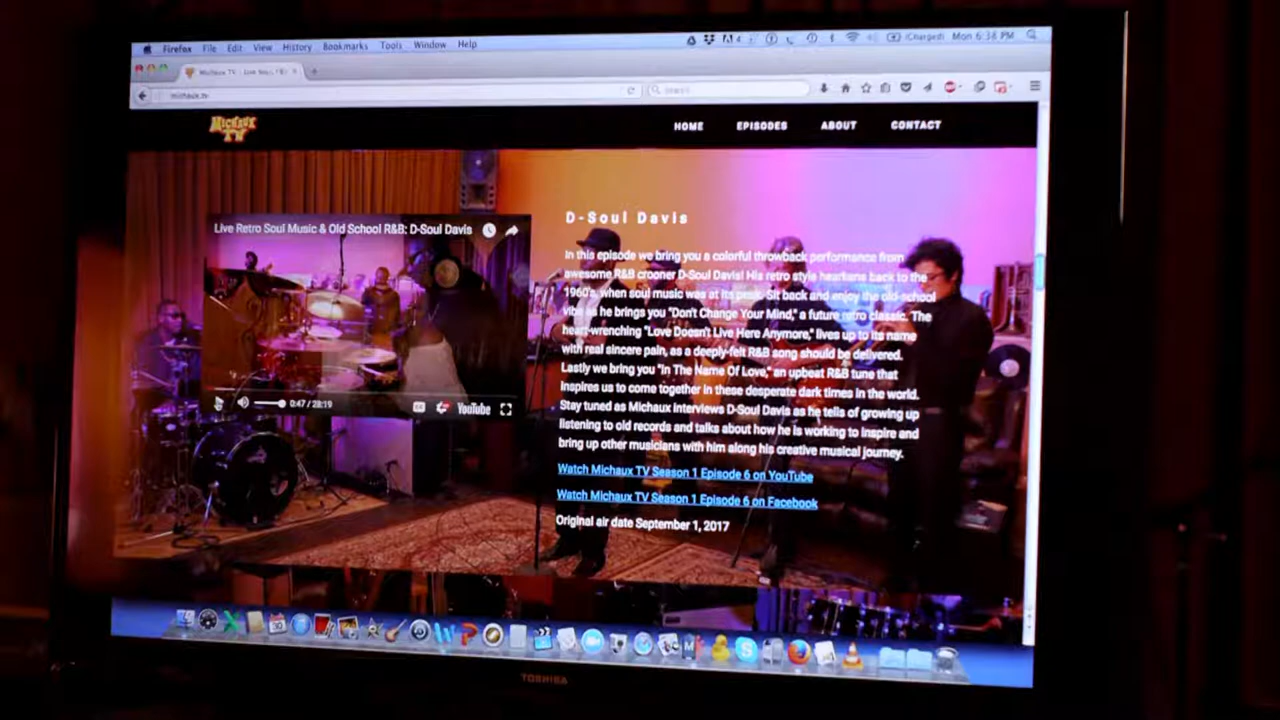 Firefox File Edit View History Bookmarks Tools Window Help
(Charged) Mon 6:38 PM
michaux.tv
Search
MICHAUX
TV
HOME EPISODES ABOUT CONTACT
Live Retro Soul Music & Old School R&B: D-Soul Davis
0:47 / 28:19
YouTube
D-Soul Davis
In this episode we bring you a colorful throwback performance from
awesome R&B crooner D-Soul Davis! His retro style hearkens back to the
1960's, when soul music was at its peak. Sit back and enjoy the old-school
vibe as he brings you "Don't Change Your Mind," a future retro classic. The
heart-wrenching "Love Doesn't Live Here Anymore," lives up to its name
with real sincere pain, as a deeply-felt R&B song should be delivered.
Lastly we bring you "In The Name Of Love," an upbeat R&B tune that
inspires us to come together in these desperate dark times in the world.
Stay tuned as Michaux interviews D-Soul Davis as he tells of growing up
listening to old records and talks about how he is working to inspire and
bring up other musicians with him along his creative musical journey.
Watch Michaux TV Season 1 Episode 6 on YouTube
Watch Michaux TV Season 1 Episode 6 on Facebook
Original air date September 1, 2017
TOSHIBA